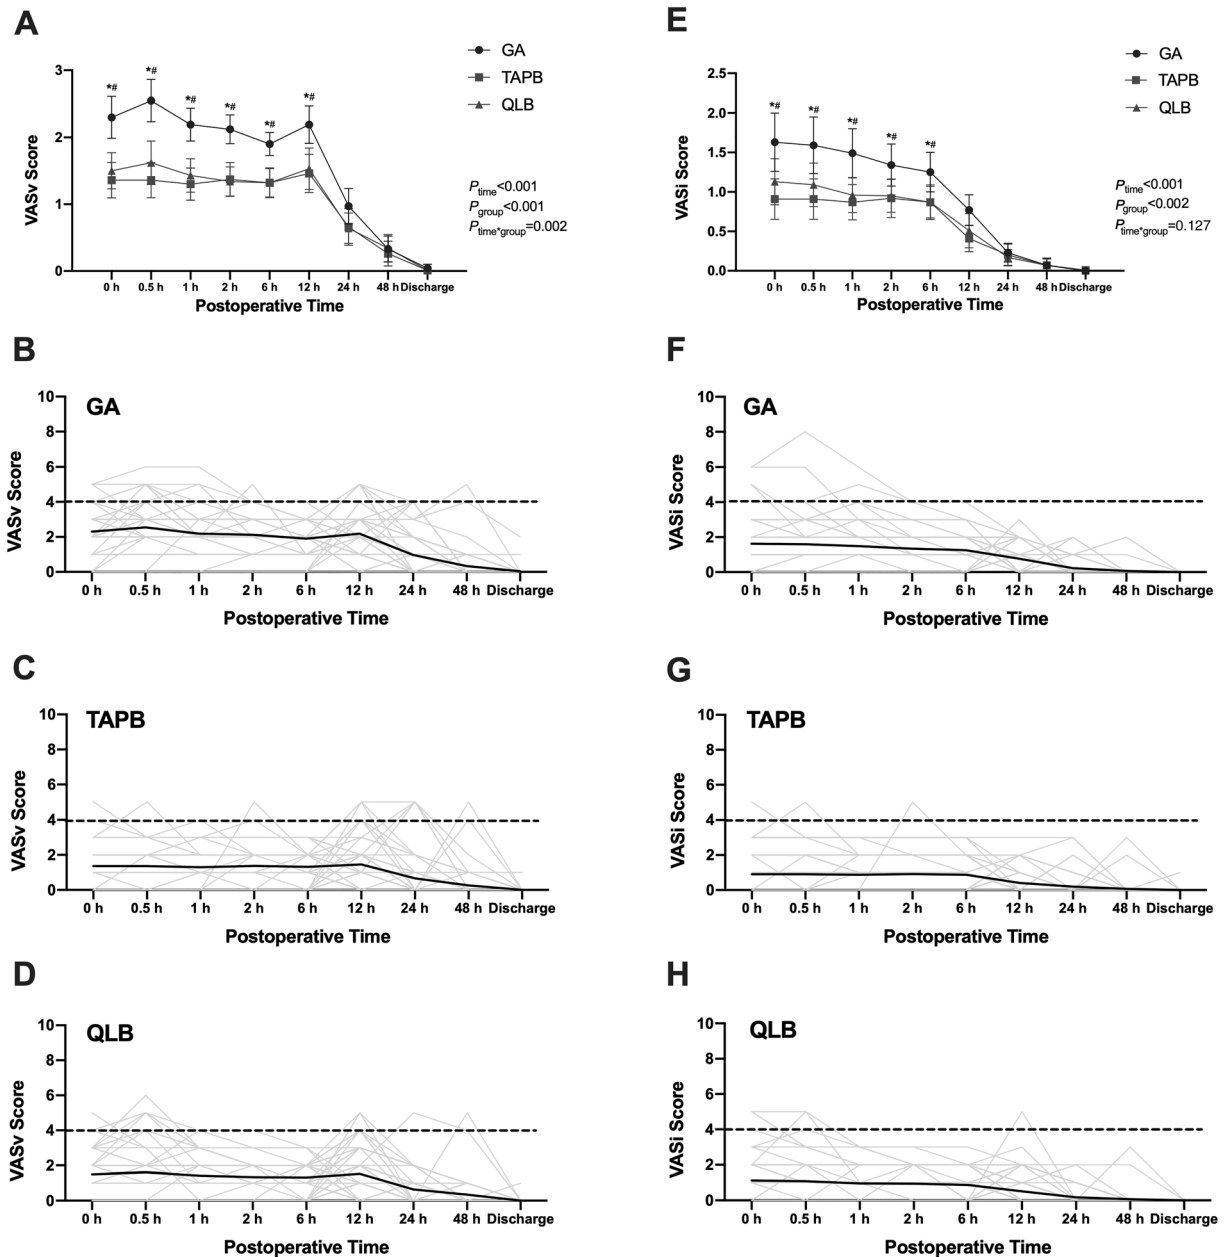 A
GA
TAPB
QLB
3
2
1
0
VASv Score
*#
*#
*#
*#
*#
*#
Ptime<0.001
Pgroup<0.001
Ptime*group=0.002
0 h 0.5 h 1 h 2 h 6 h 12 h 24 h 48 h Discharge
Postoperative Time
E
GA
TAPB
QLB
2.5
2.0
1.5
1.0
0.5
0.0
VASi Score
*#
*#
*#
*#
*#
Ptime<0.001
Pgroup<0.002
Ptime*group=0.127
0 h 0.5 h 1 h 2 h 6 h 12 h 24 h 48 h Discharge
Postoperative Time
B
GA
10
8
6
4
2
0
VASv Score
0 h 0.5 h 1 h 2 h 6 h 12 h 24 h 48 h Discharge
Postoperative Time
F
GA
10
8
6
4
2
0
VASi Score
0 h 0.5 h 1 h 2 h 6 h 12 h 24 h 48 h Discharge
Postoperative Time
C
TAPB
10
8
6
4
2
0
VASv Score
0 h 0.5 h 1 h 2 h 6 h 12 h 24 h 48 h Discharge
Postoperative Time
G
TAPB
10
8
6
4
2
0
VASi Score
0 h 0.5 h 1 h 2 h 6 h 12 h 24 h 48 h Discharge
Postoperative Time
D
QLB
10
8
6
4
2
0
VASv Score
0 h 0.5 h 1 h 2 h 6 h 12 h 24 h 48 h Discharge
Postoperative Time
H
QLB
10
8
6
4
2
0
VASi Score
0 h 0.5 h 1 h 2 h 6 h 12 h 24 h 48 h Discharge
Postoperative Time